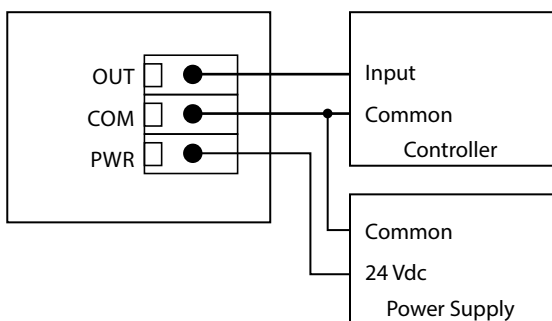 OUT
COM
PWR
Input
Common
Controller
Common
24 Vdc
Power Supply